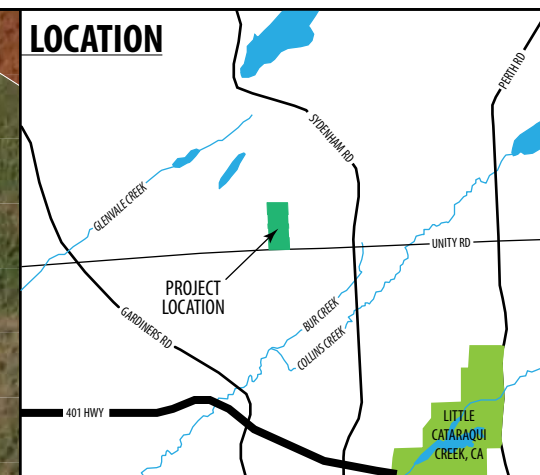 LOCATION
PERTH RD
SYDENHAM RD
GLENVALE CREEK
UNITY RD
PROJECT
LOCATION
BUR CREEK
GARDINERS RD
COLLINS CREEK
401 HWY
LITTLE
CATARAQUI
CREEK, CA